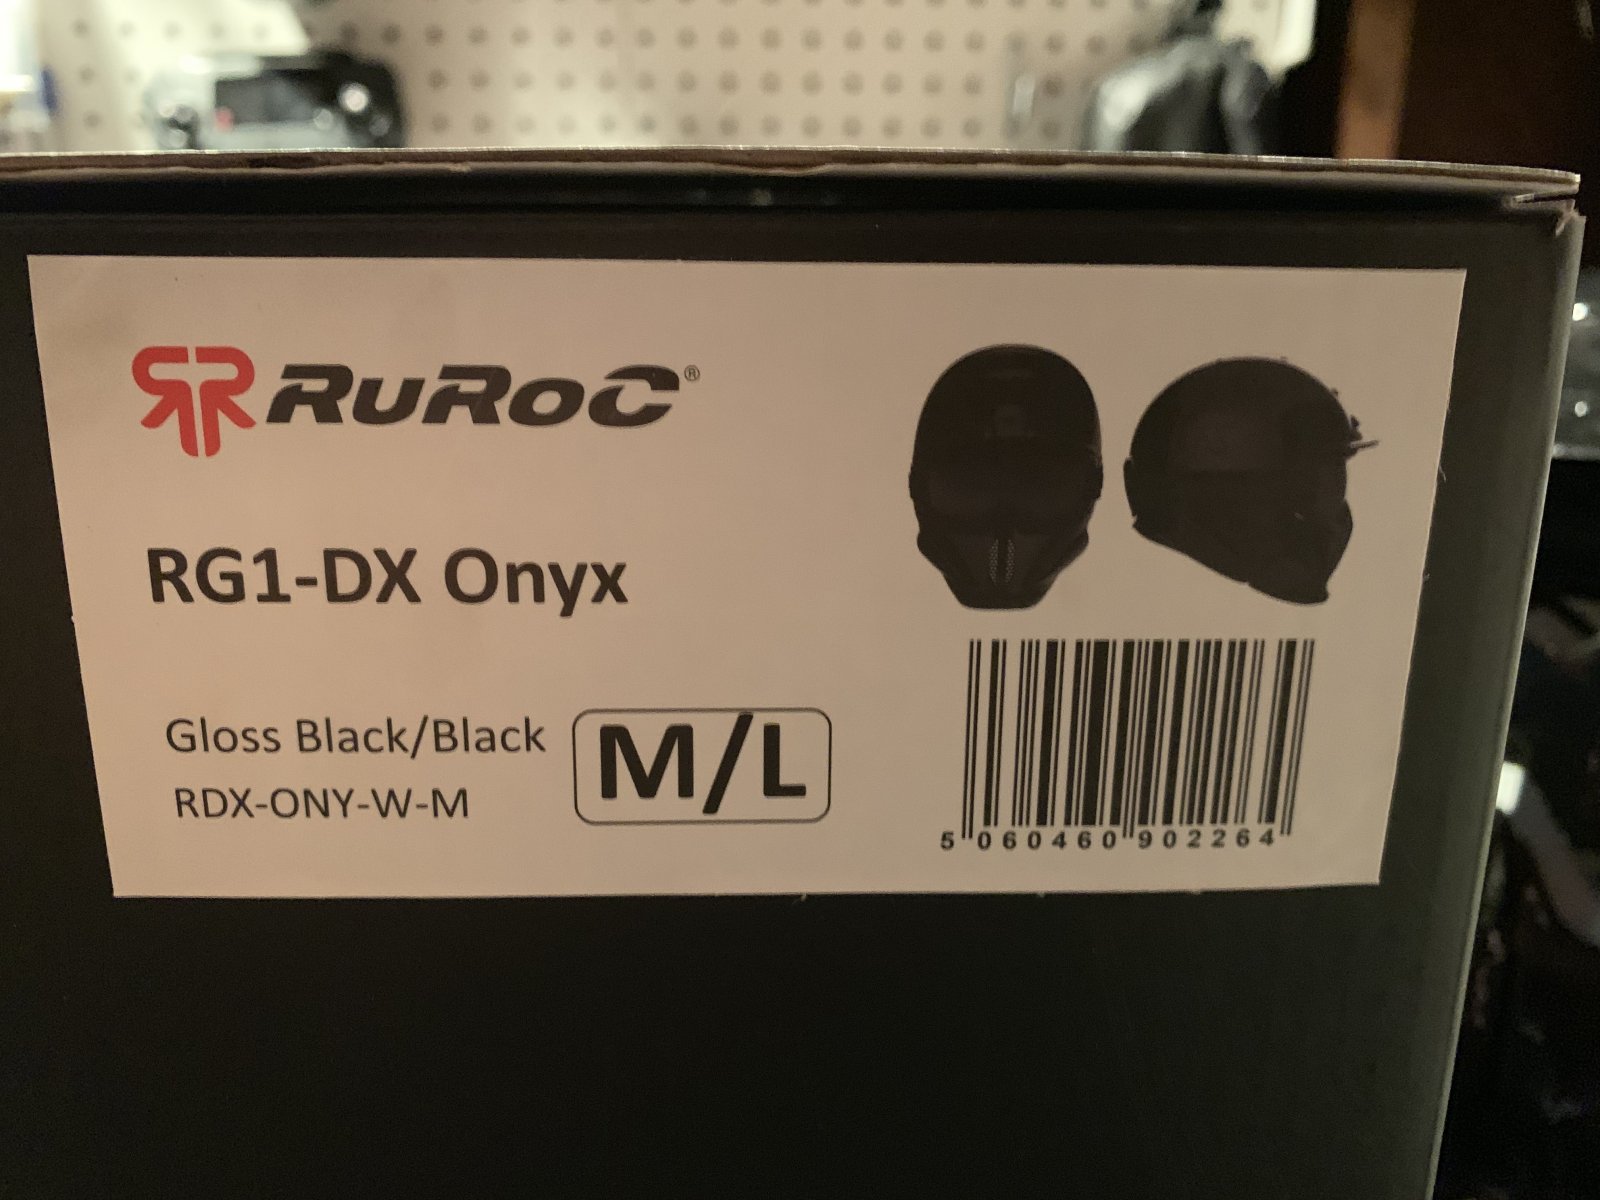 RuRoC®
RG1-DX Onyx
Gloss Black/Black
RDX-ONY-W-M
M/L
5 060460 902264